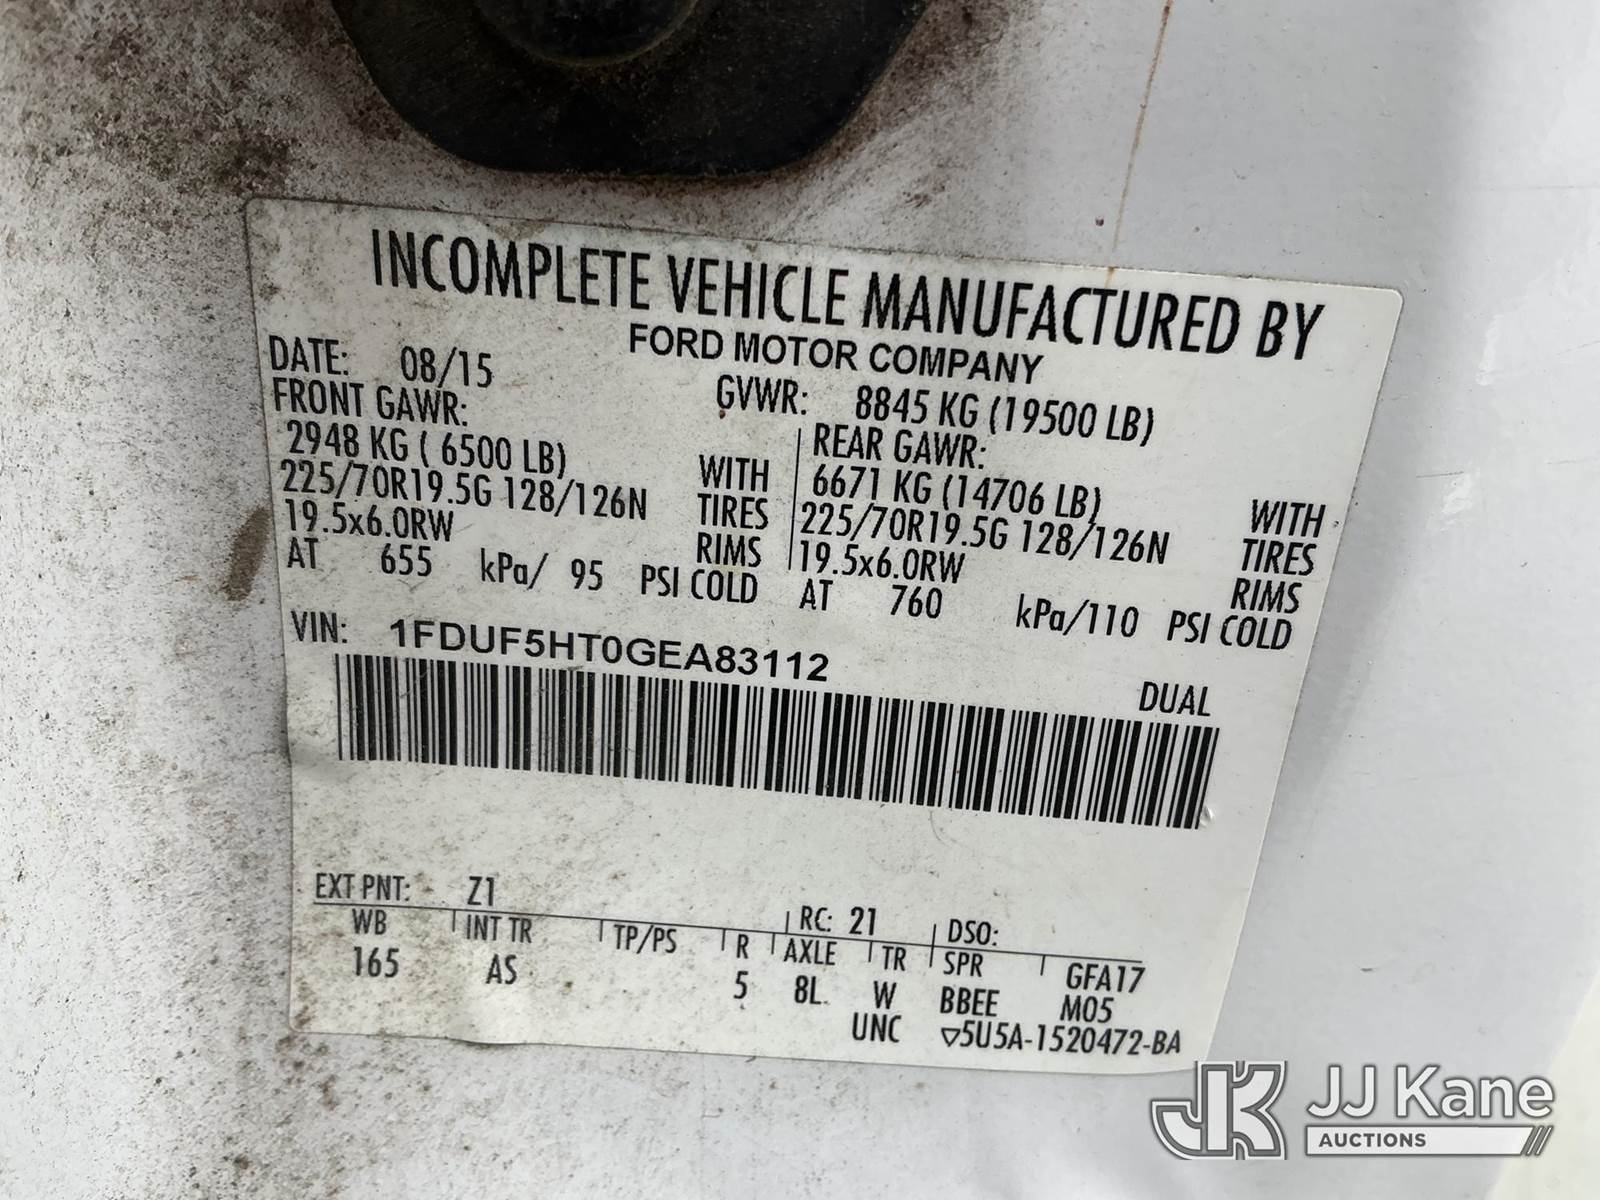 INCOMPLETE VEHICLE MANUFACTURED BY
FORD MOTOR COMPANY
DATE: 08/15 GVWR: 8845 KG (19500 LB)
FRONT GAWR: REAR GAWR:
2948 KG ( 6500 LB) WITH 6671 KG (14706 LB) WITH
225/70R19.5G 128/126N TIRES 225/70R19.5G 128/126N TIRES
19.5x6.0RW RIMS 19.5x6.0RW RIMS
AT 655 kPa/ 95 PSI COLD AT 760 kPa/110 PSI COLD
VIN: 1FDUF5HT0GEA83112
DUAL
EXT PNT: Z1 RC: 21 DSO:
WB INT TR TP/PS R AXLE TR SPR GFA17
165 AS 5 8L W BBEE M05
UNC ▽5U5A-1520472-BA
JK JJ Kane
AUCTIONS